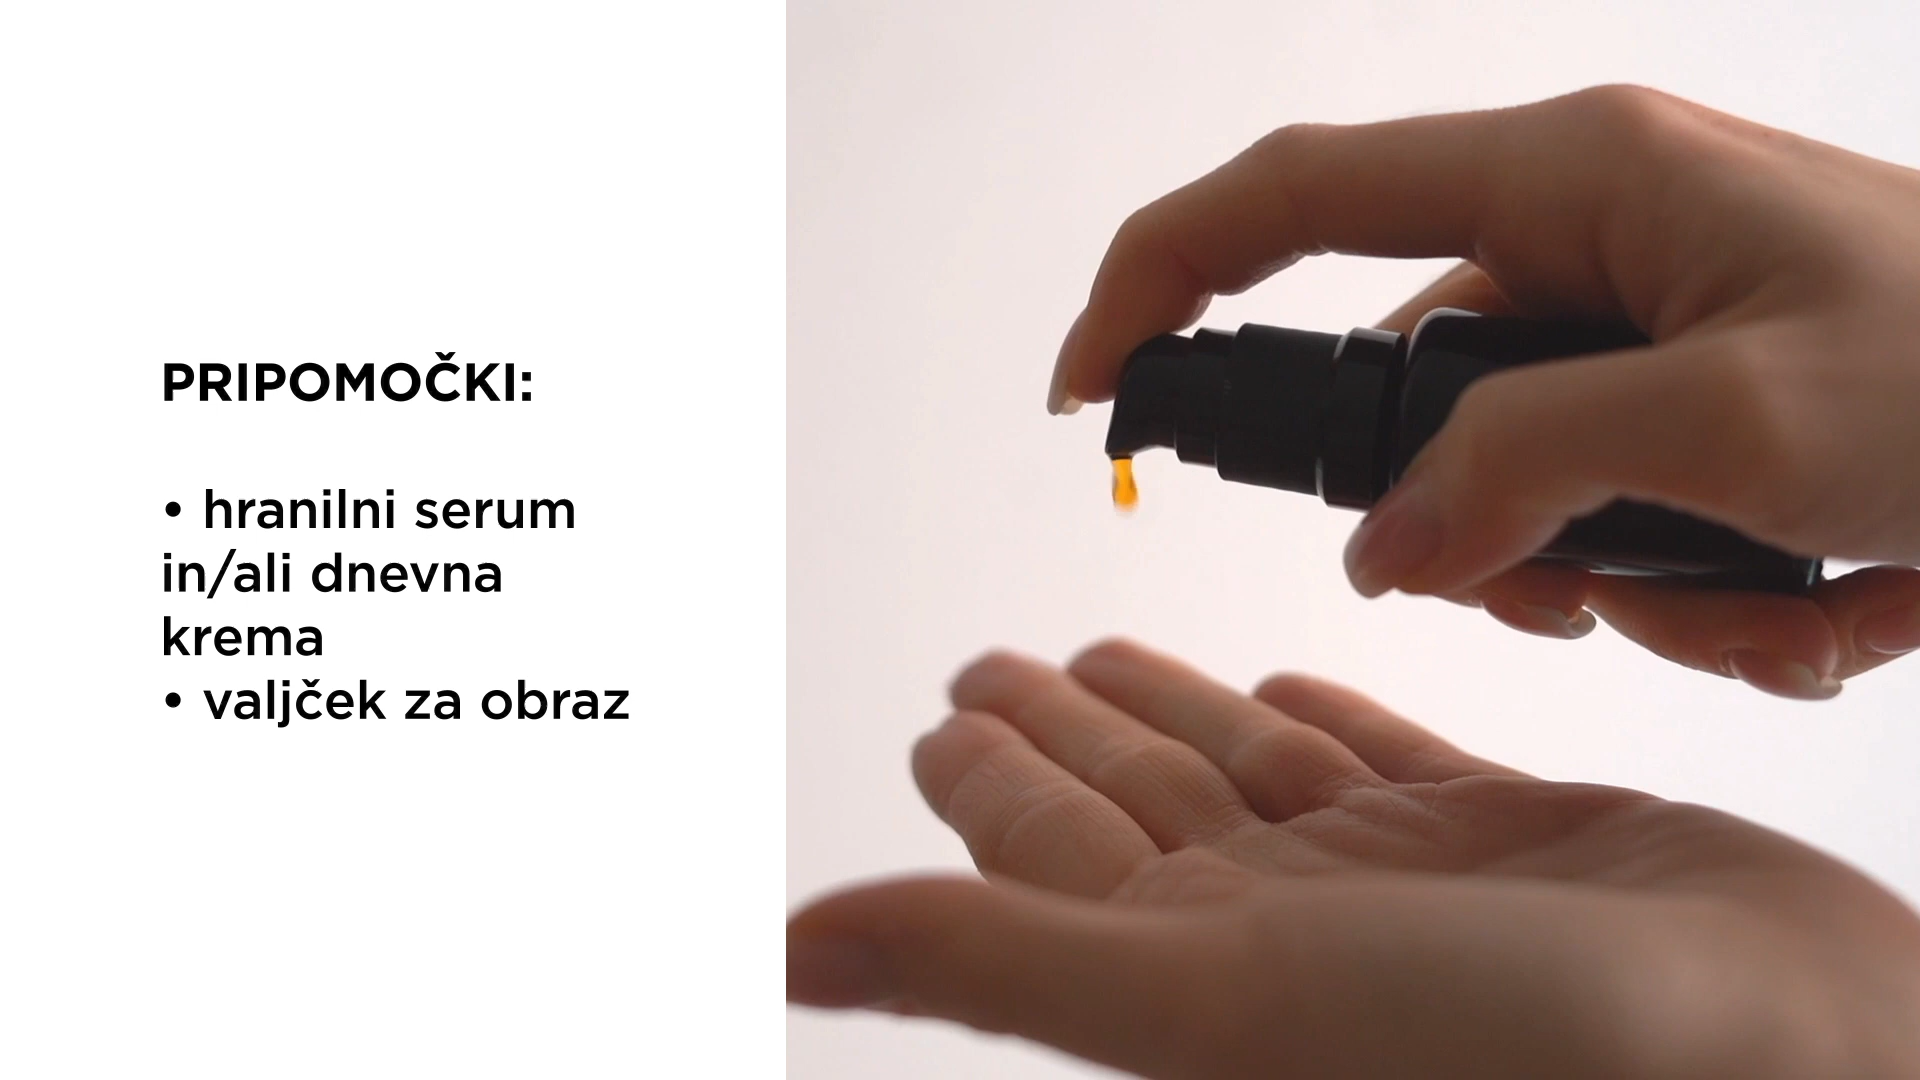 PRIPOMOČKI:
• hranilni serum
in/ali dnevna
krema
• valjček za obraz